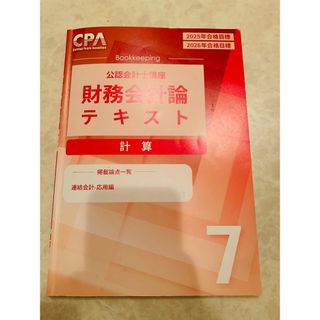 CPA
Bookkeeping
2025年合格目標
2026年合格目標
公認会計士講座
財務会計論
テキスト
計算
掲載論点一覧
連結会計-応用編
7